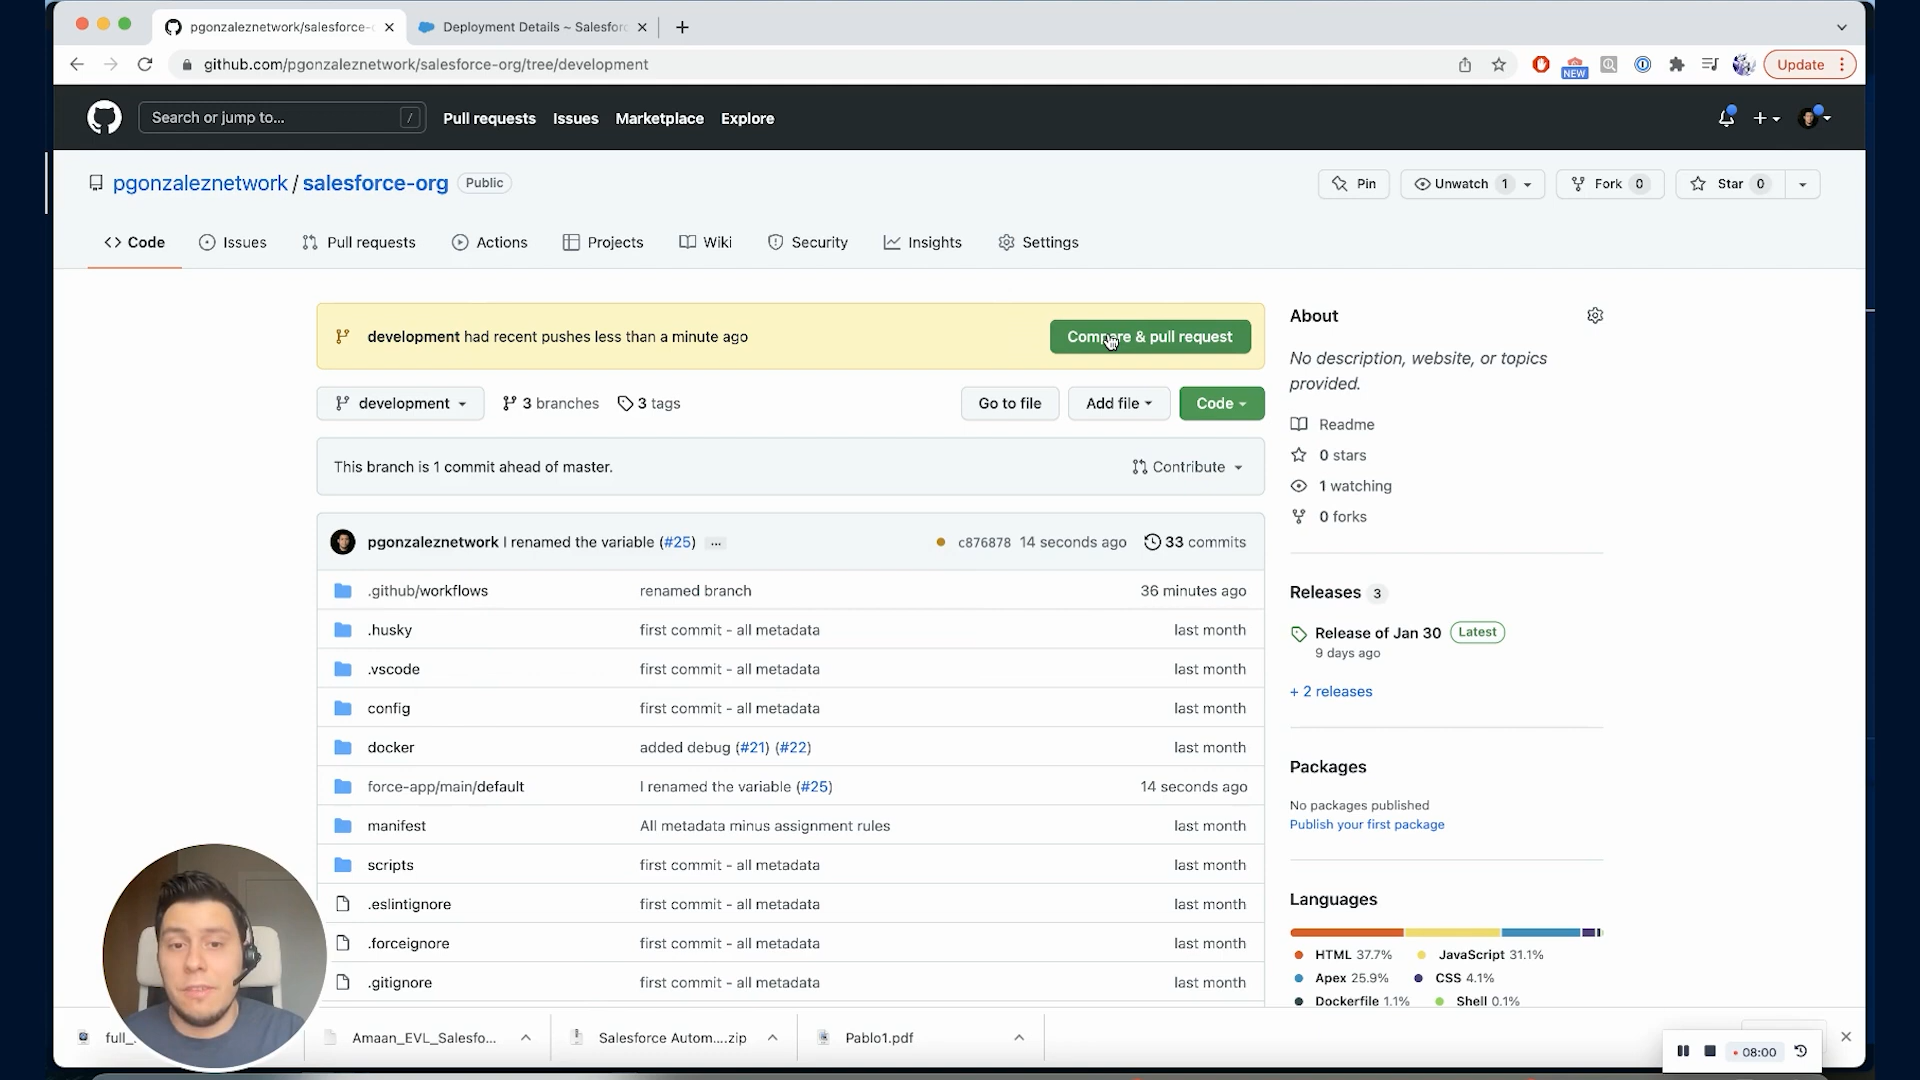 pgonzaleznetwork/salesforce-
Deployment Details ~ Salesforc
github.com/pgonzaleznetwork/salesforce-org/tree/development
NEW
Update
Search or jump to...
/
Pull requests
Issues
Marketplace
Explore
pgonzaleznetwork / salesforce-org
Public
Pin
Unwatch 1
Fork 0
Star 0
Code
Issues
Pull requests
Actions
Projects
Wiki
Security
Insights
Settings
development had recent pushes less than a minute ago
Compare & pull request
development
3 branches
3 tags
Go to file
Add file
Code
This branch is 1 commit ahead of master.
Contribute
pgonzaleznetwork I renamed the variable (#25) ...
c876878 14 seconds ago
33 commits
.github/workflows renamed branch 36 minutes ago
.husky first commit - all metadata last month
.vscode first commit - all metadata last month
config first commit - all metadata last month
docker added debug (#21) (#22) last month
force-app/main/default I renamed the variable (#25) 14 seconds ago
manifest All metadata minus assignment rules last month
scripts first commit - all metadata last month
.eslintignore first commit - all metadata last month
.forceignore first commit - all metadata last month
.gitignore first commit - all metadata last month
About
No description, website, or topics
provided.
Readme
0 stars
1 watching
0 forks
Releases 3
Release of Jan 30 Latest
9 days ago
+ 2 releases
Packages
No packages published
Publish your first package
Languages
HTML 37.7% JavaScript 31.1%
Apex 25.9% CSS 4.1%
Dockerfile 1.1% Shell 0.1%
full_
Amaan_EVL_Salesfo...
Salesforce Autom....zip
Pablo1.pdf
08:00